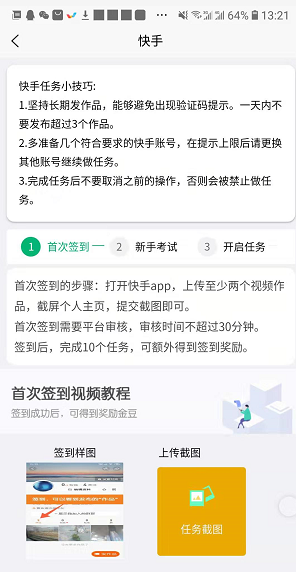 64% 13:21
快手
快手任务小技巧:
1.坚持长期发作品，能够避免出现验证码提示。一天内不
要发布超过3个作品。
2.多准备几个符合要求的快手账号，在提示上限后请更换
其他账号继续做任务。
3.完成任务后不要取消之前的操作，否则会被禁止做任
务。
1 首次签到 2 新手考试 3 开启任务
首次签到的步骤：打开快手app，上传至少两个视频作
品，截屏个人主页，提交截图即可。
首次签到需要平台审核，审核时间不超过30分钟。
签到后，完成10个任务，可额外得到签到奖励。
首次签到视频教程
签到成功后，可得到奖励金豆
签到样图 上传截图
任务截图